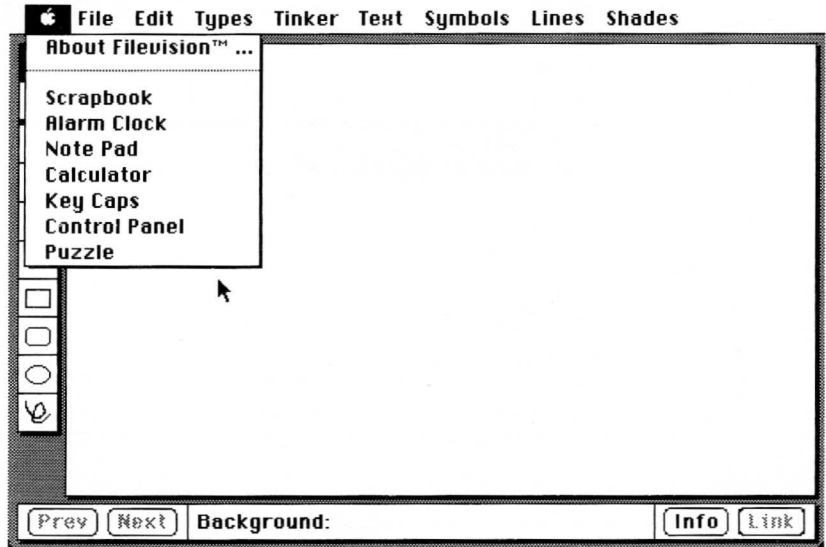 File Edit Types Tinker Text Symbols Lines Shades
About Filevision™ ...
Scrapbook
Alarm Clock
Note Pad
Calculator
Key Caps
Control Panel
Puzzle
Prev Next Background: Info Link